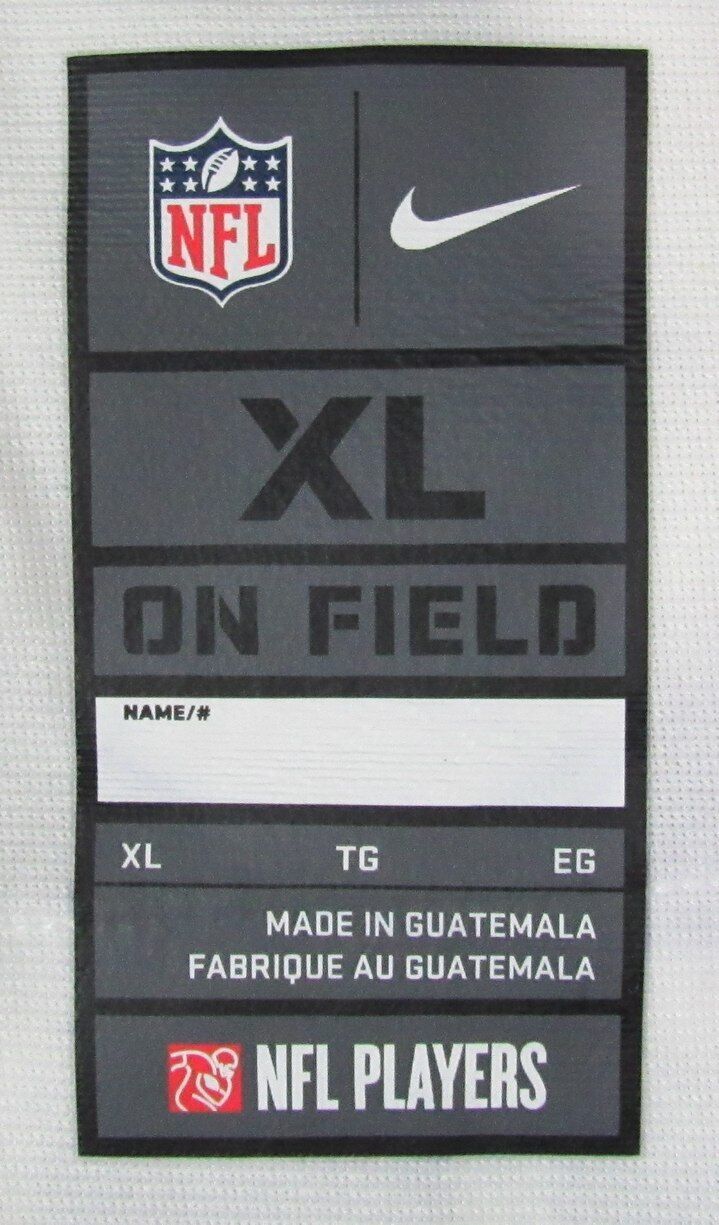 NFL
XL
ON FIELD
NAME/#
XL TG EG
MADE IN GUATEMALA
FABRIQUE AU GUATEMALA
NFL PLAYERS